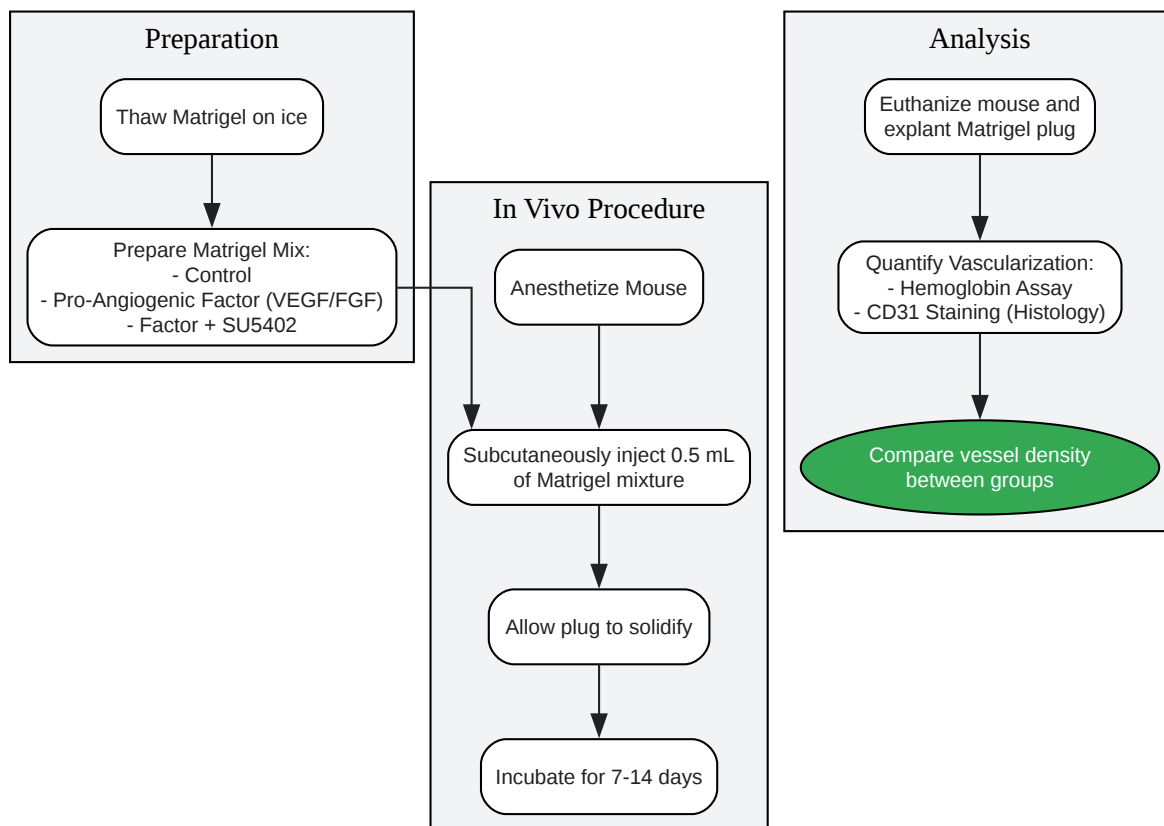 Preparation
Thaw Matrigel on ice
Prepare Matrigel Mix:
- Control
- Pro-Angiogenic Factor (VEGF/FGF)
- Factor + SU5402
In Vivo Procedure
Anesthetize Mouse
Subcutaneously inject 0.5 mL
of Matrigel mixture
Allow plug to solidify
Incubate for 7-14 days
Analysis
Euthanize mouse and
explant Matrigel plug
Quantify Vascularization:
- Hemoglobin Assay
- CD31 Staining (Histology)
Compare vessel density
between groups